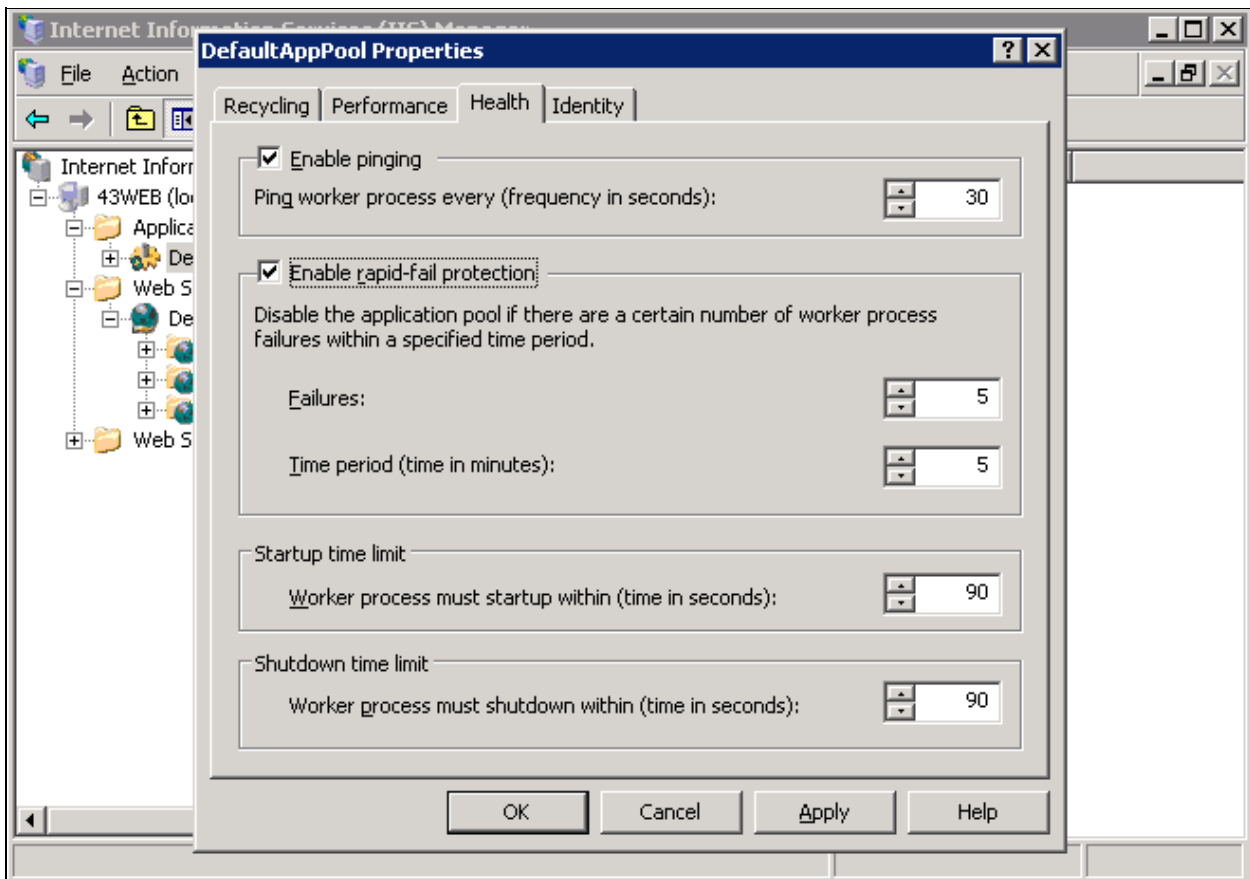 Internet Information Services (IIS) Manager
DefaultAppPool Properties
File Action
Recycling Performance Health Identity
Internet Inforr
43WEB (lo
Applica
De
Web S
De
Web S
Enable pinging
Ping worker process every (frequency in seconds): 30
Enable rapid-fail protection
Disable the application pool if there are a certain number of worker process
failures within a specified time period.
Failures: 5
Time period (time in minutes): 5
Startup time limit
Worker process must startup within (time in seconds): 90
Shutdown time limit
Worker process must shutdown within (time in seconds): 90
OK Cancel Apply Help